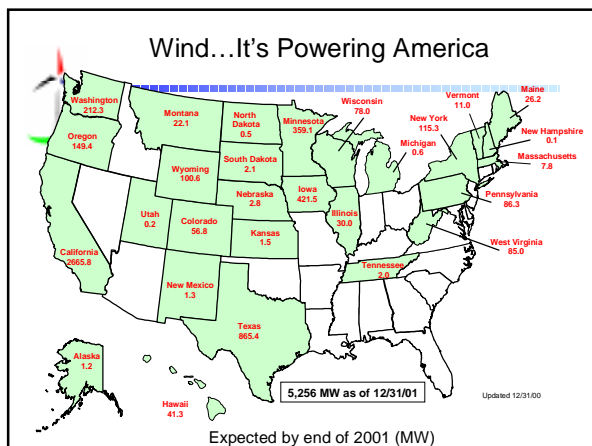 Wind…It's Powering America
Washington
212.3
Oregon
149.4
California
2665.8
Montana
22.1
Wyoming
100.6
Utah
0.2
Colorado
56.8
New Mexico
1.3
North
Dakota
0.5
South Dakota
2.1
Nebraska
2.8
Kansas
1.5
Texas
865.4
Minnesota
359.1
Iowa
421.5
Wisconsin
78.0
Illinois
30.0
Michigan
0.6
Tennessee
2.0
New York
115.3
Vermont
11.0
Maine
26.2
New Hampshire
0.1
Massachusetts
7.8
Pennsylvania
86.3
West Virginia
85.0
Alaska
1.2
Hawaii
41.3
5,256 MW as of 12/31/01
Updated 12/31/00
Expected by end of 2001 (MW)